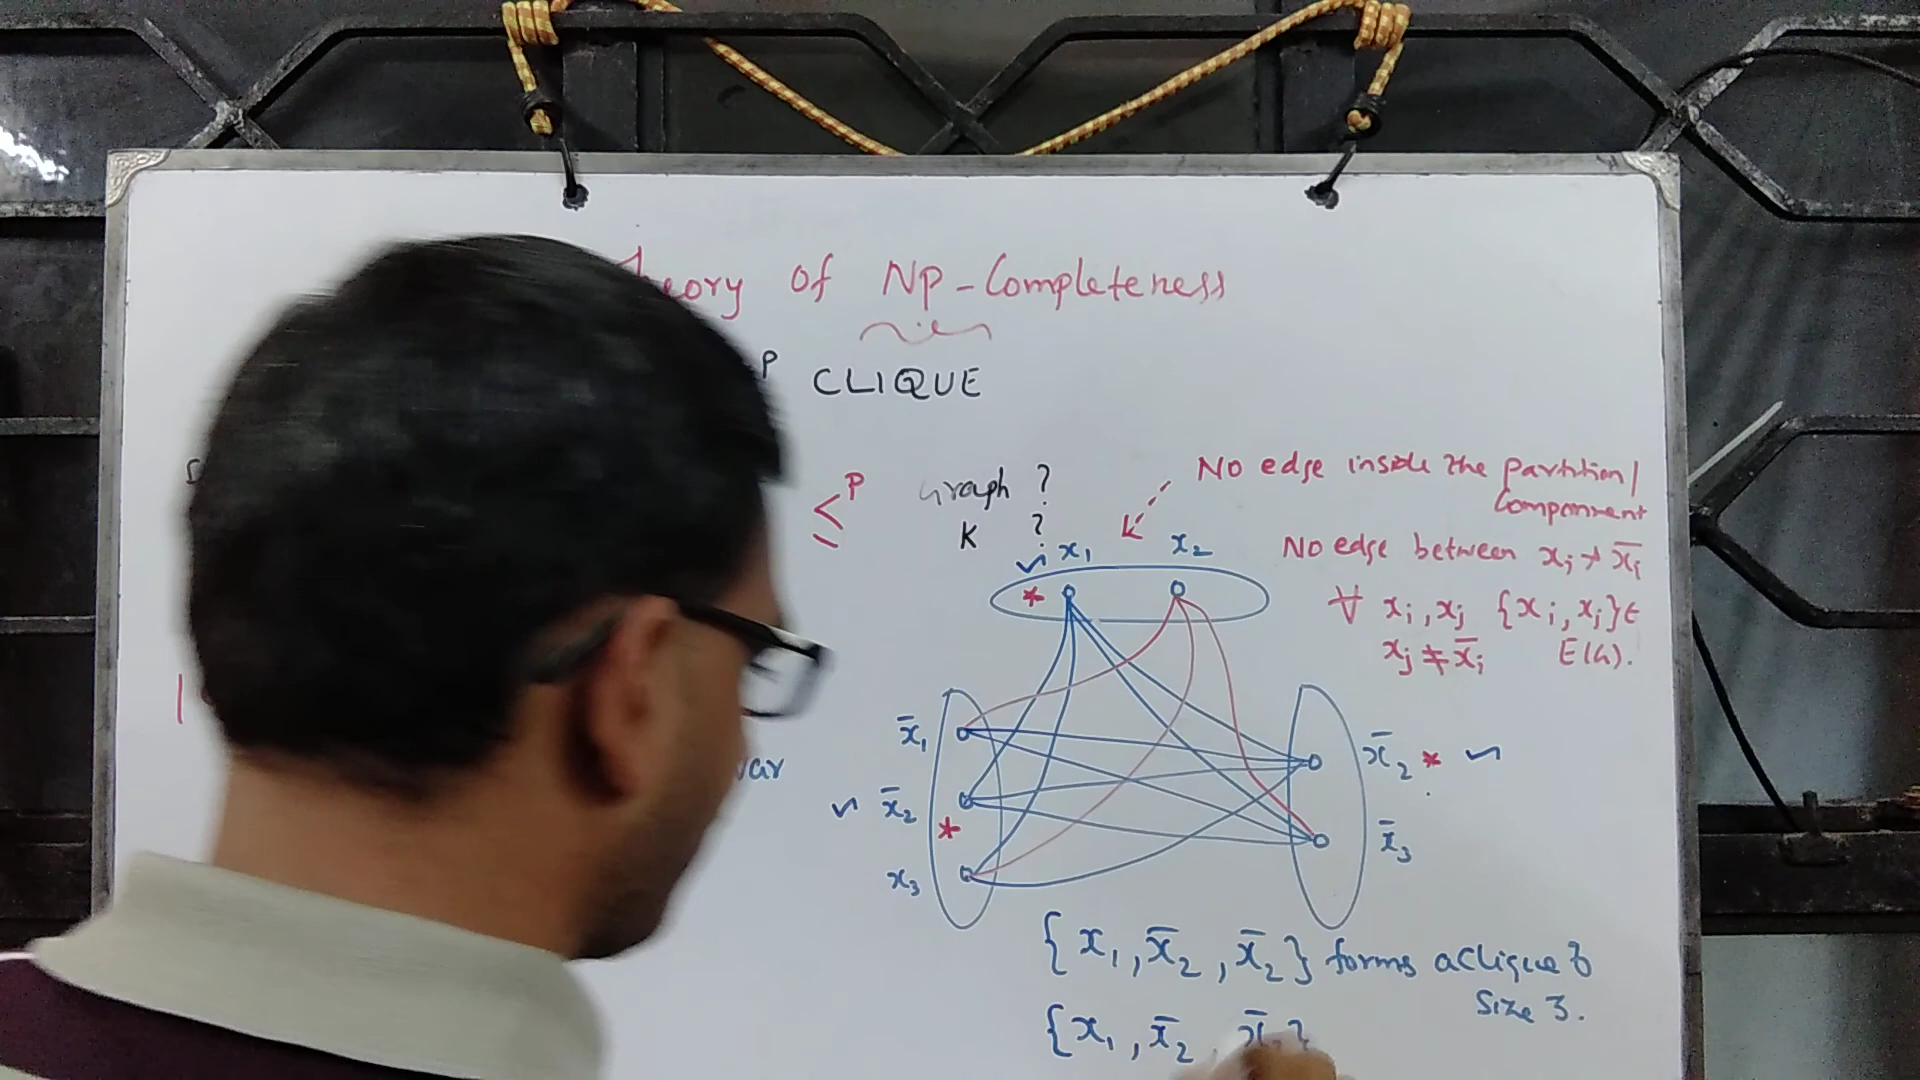 Theory of NP-Completeness
P CLIQUE
≤P Graph ?
K ?
No edge inside the partition/
Componnent
No edge between xi + x̄i
∀ xi, xj {xi, xj} ∈
xj ≠ x̄i E(G).
x1 x2
x̄1
x̄2
x3
x̄2
x̄3
var
{x1, x̄2, x̄2} forms a clique of
Size 3.
{x1, x̄2,